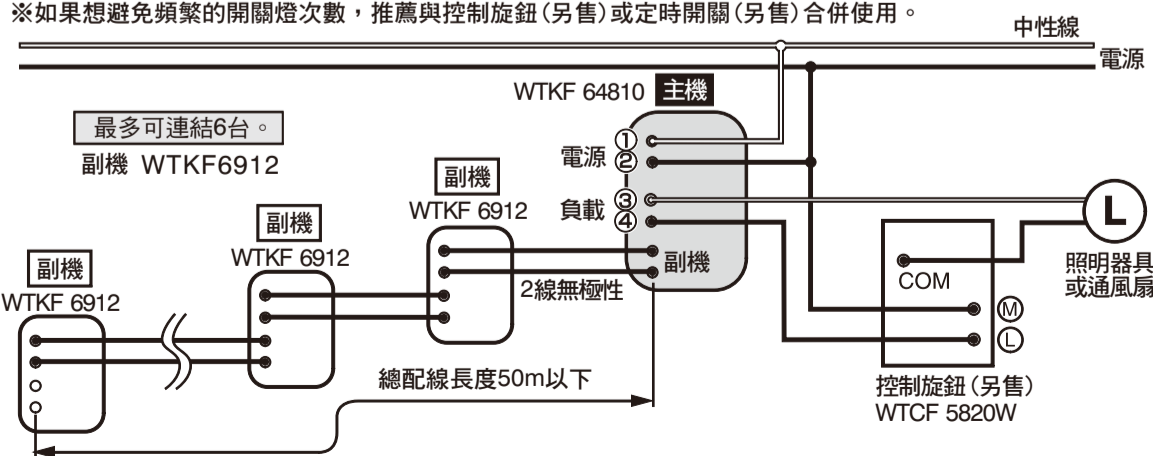 ※如果想避免頻繁的開關燈次數，推薦與控制旋鈕(另售)或定時開關(另售)合併使用。
中性線
電源
WTKF 64810 主機
最多可連結6台。
副機 WTKF6912
電源
①
②
負載
③
④
副機
副機
WTKF 6912
副機
WTKF 6912
副機
WTKF 6912
2線無極性
L
照明器具
或通風扇
COM
Ⓜ
Ⓛ
總配線長度50m以下
控制旋鈕(另售)
WTCF 5820W